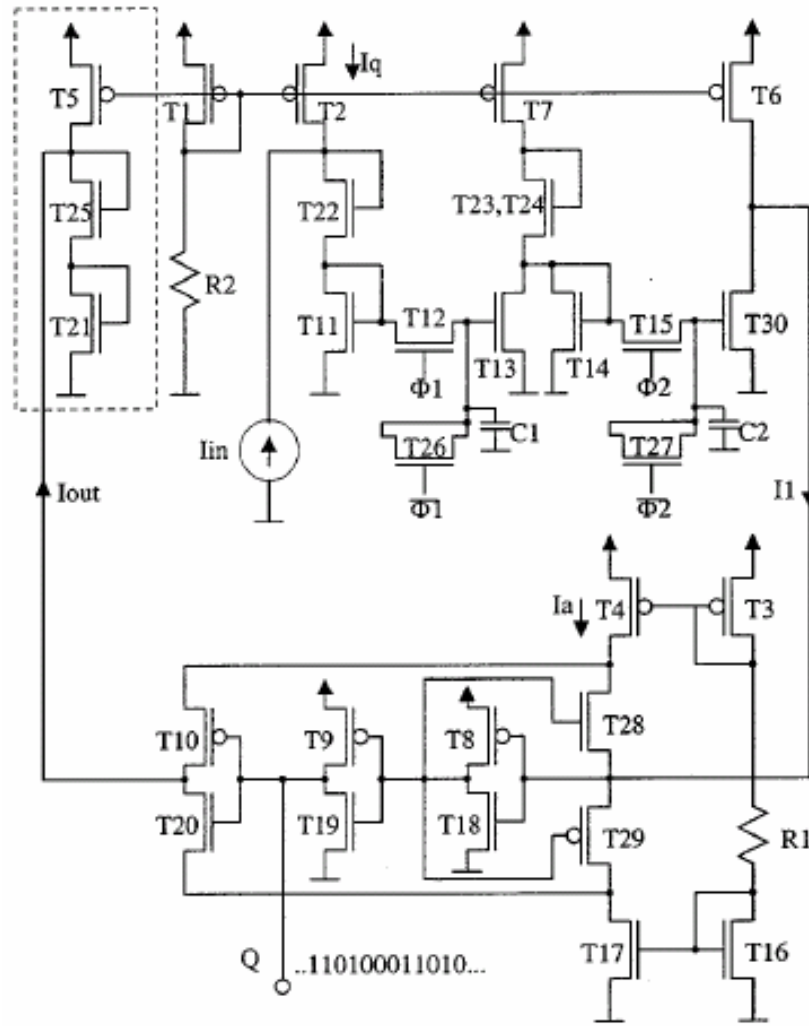 T5
T1
T2
Iq
T7
T6
T25
T22
T23,T24
T21
R2
T11
T12
T13
T14
T15
T30
Φ1
Φ2
T26
C1
T27
C2
Iin
Φ1
Φ2
I1
Iout
Ia
T4
T3
T10
T9
T8
T28
T20
T19
T18
T29
R1
Q
..110100011010...
T17
T16